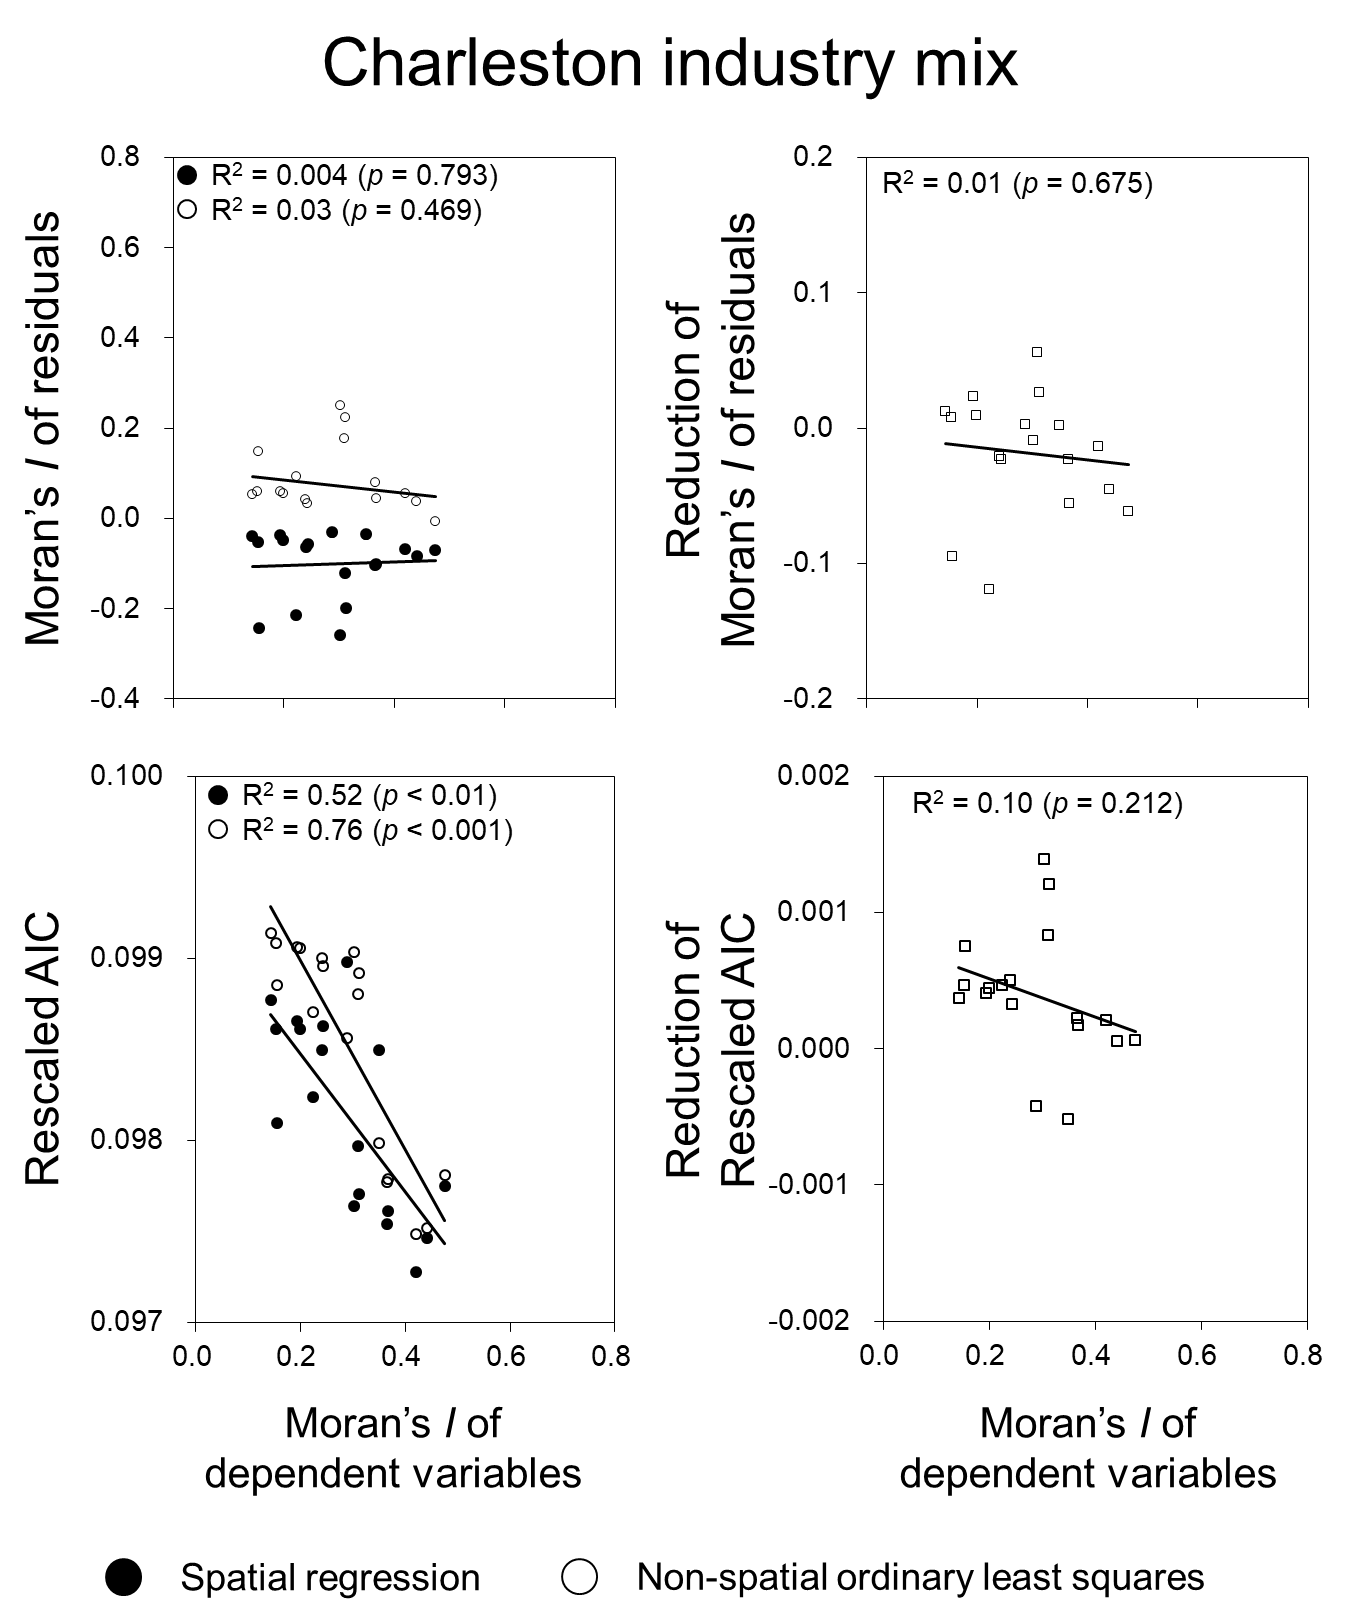 Charleston industry mix
Moran’s I of residuals
0.8
0.6
0.4
0.2
0.0
-0.2
-0.4
R² = 0.004 (p = 0.793)
R² = 0.03 (p = 0.469)
Reduction of
Moran’s I of residuals
0.2
0.1
0.0
-0.1
-0.2
R² = 0.01 (p = 0.675)
Rescaled AIC
0.100
0.099
0.098
0.097
R² = 0.52 (p < 0.01)
R² = 0.76 (p < 0.001)
0.0 0.2 0.4 0.6 0.8
Moran’s I of
dependent variables
Reduction of
Rescaled AIC
0.002
0.001
0.000
-0.001
-0.002
R² = 0.10 (p = 0.212)
0.0 0.2 0.4 0.6 0.8
Moran’s I of
dependent variables
Spatial regression
Non-spatial ordinary least squares